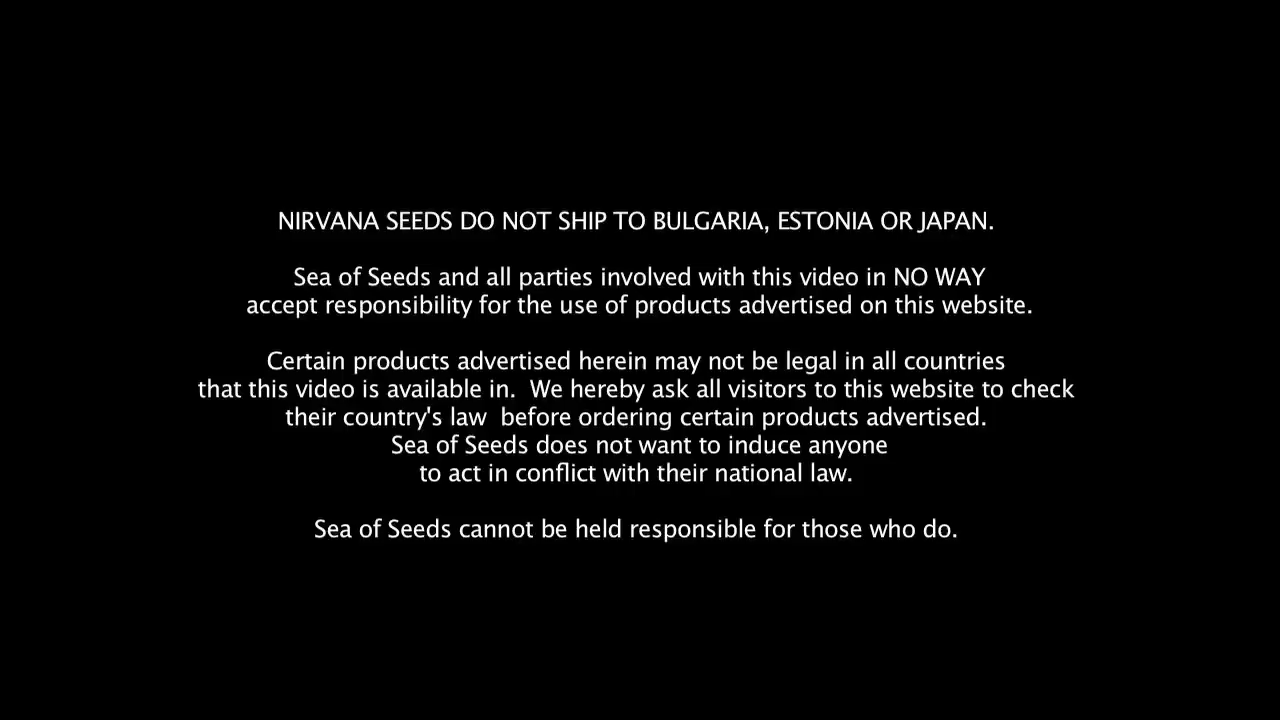 NIRVANA SEEDS DO NOT SHIP TO BULGARIA, ESTONIA OR JAPAN.
Sea of Seeds and all parties involved with this video in NO WAY
accept responsibility for the use of products advertised on this website.
Certain products advertised herein may not be legal in all countries
that this video is available in.  We hereby ask all visitors to this website to check
their country's law  before ordering certain products advertised.
Sea of Seeds does not want to induce anyone
to act in conflict with their national law.
Sea of Seeds cannot be held responsible for those who do.